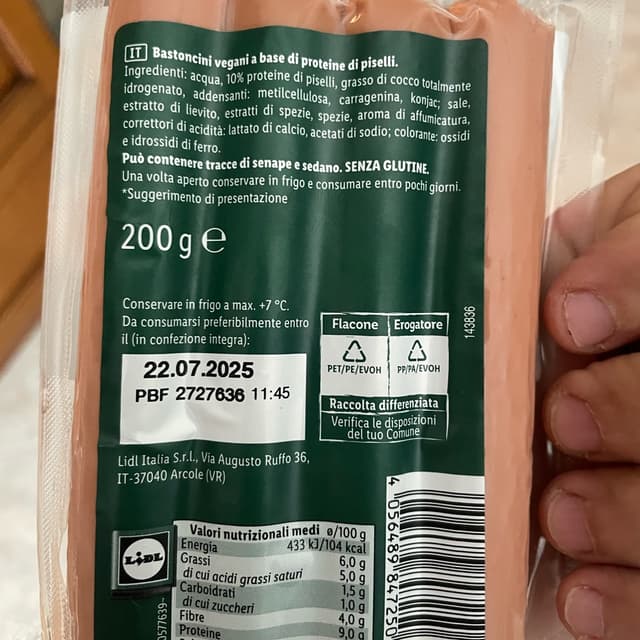 IT Bastoncini vegani a base di proteine di piselli.
Ingredienti: acqua, 10% proteine di piselli, grasso di cocco totalmente
idrogenato, addensanti: metilcellulosa, carragenina, konjac; sale,
estratto di lievito, estratti di spezie, spezie, aroma di affumicatura,
correttori di acidità: lattato di calcio, acetati di sodio; colorante: ossidi
e idrossidi di ferro.
Può contenere tracce di senape e sedano. SENZA GLUTINE.
Una volta aperto conservare in frigo e consumare entro pochi giorni.
*Suggerimento di presentazione
200 g ℮
Conservare in frigo a max. +7 °C.
Da consumarsi preferibilmente entro
il (in confezione integra):
22.07.2025
PBF 2727636 11:45
Flacone Erogatore
PET/PE/EVOH PP/PA/EVOH
Raccolta differenziata
Verifica le disposizioni
del tuo Comune
143836
Lidl Italia S.r.l., Via Augusto Ruffo 36,
IT-37040 Arcole (VR)
LIDL
Valori nutrizionali medi ø/100 g
Energia 433 kJ/104 kcal
Grassi 6,0 g
di cui acidi grassi saturi 5,0 g
Carboidrati 1,5 g
di cui zuccheri 1,0 g
Fibre 4,0 g
Proteine 9,0 g
4 056489 847250